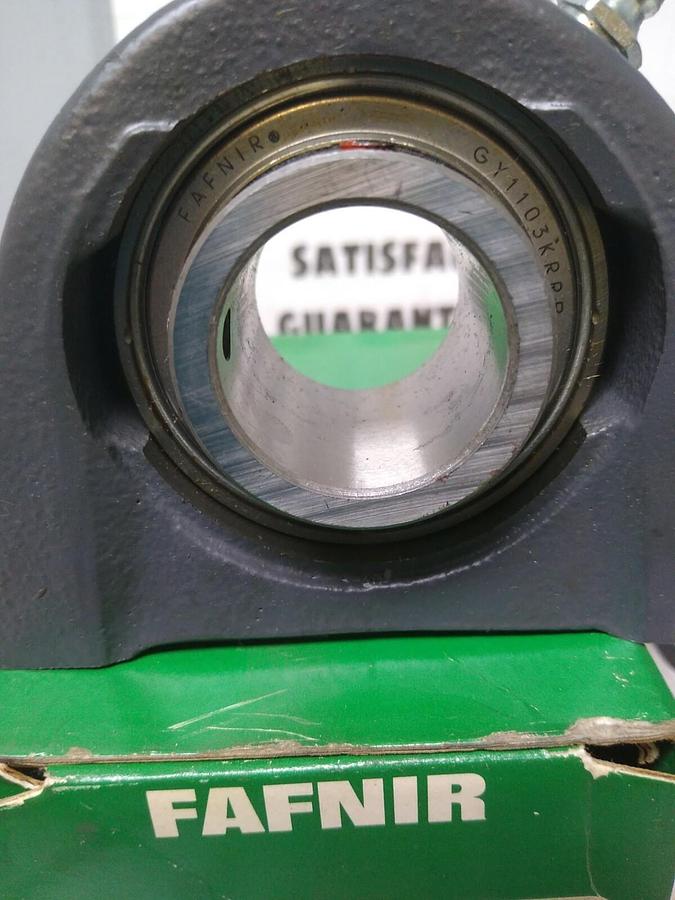 FAFNIR®
GY1103KRRB
SATISFA
GUARANT
FAFNIR